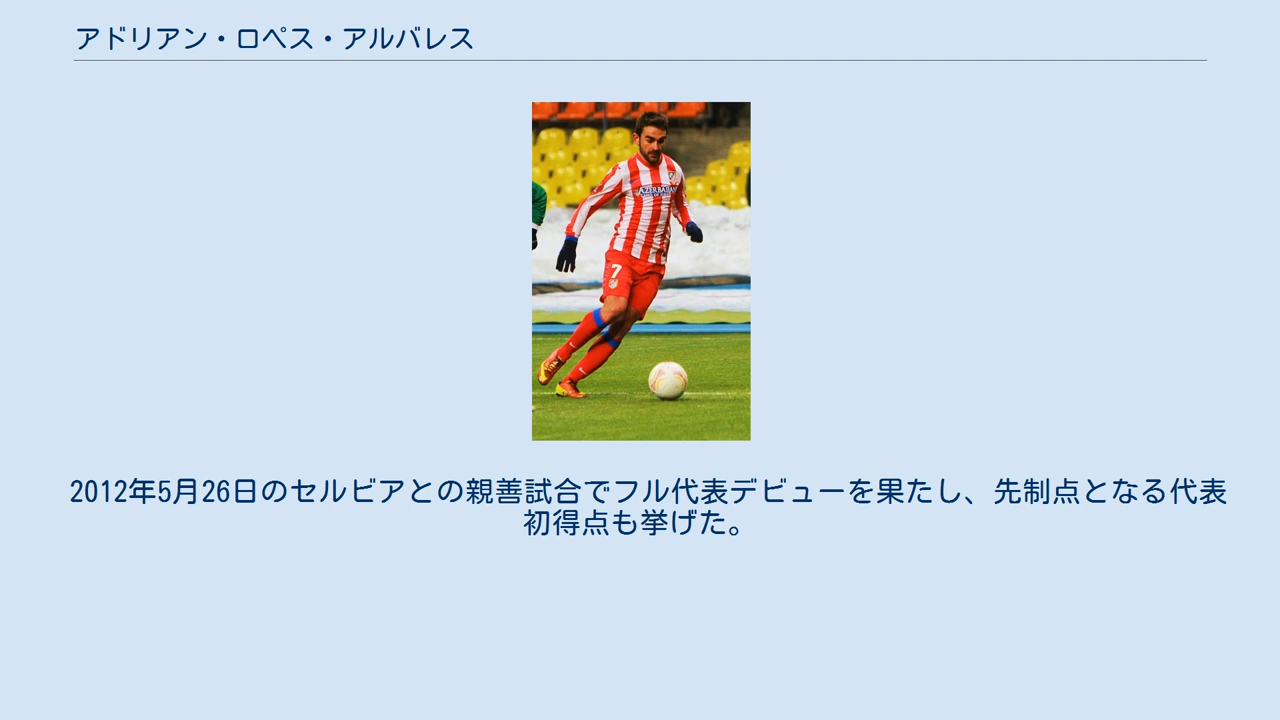 アドリアン・ロペス・アルバレス
AZERBAIJAN
7
2012年5月26日のセルビアとの親善試合でフル代表デビューを果たし、先制点となる代表
初得点も挙げた。